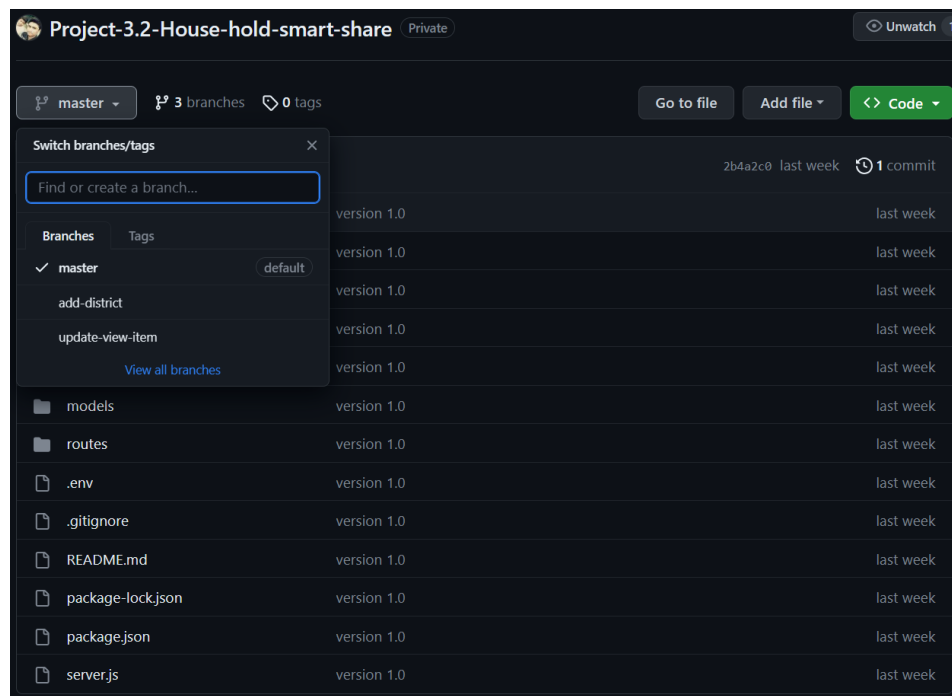 Project-3.2-House-hold-smart-share Private Unwatch
master 3 branches 0 tags Go to file Add file Code
Switch branches/tags
Find or create a branch...
2b4a2c0 last week 1 commit
version 1.0 last week
Branches Tags
version 1.0 last week
master default
version 1.0 last week
add-district
version 1.0 last week
update-view-item
version 1.0 last week
View all branches
models version 1.0 last week
routes version 1.0 last week
.env version 1.0 last week
.gitignore version 1.0 last week
README.md version 1.0 last week
package-lock.json version 1.0 last week
package.json version 1.0 last week
server.js version 1.0 last week